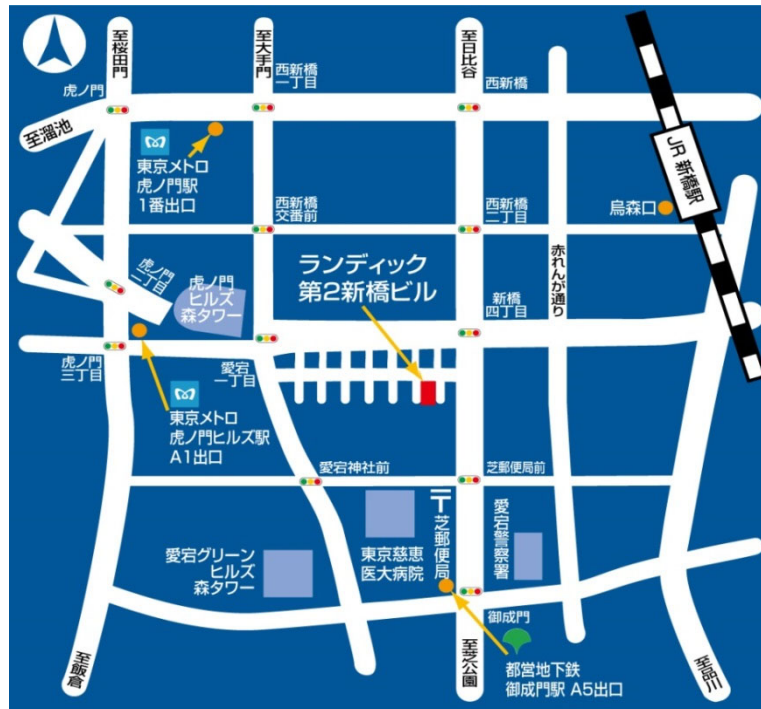 至桜田門
至大手門
至日比谷
虎ノ門
西新橋
一丁目
西新橋
至溜池
東京メトロ
虎ノ門駅
1番出口
JR 新橋駅
西新橋
交番前
西新橋
二丁目
烏森口
虎ノ門
二丁目
虎ノ門
ヒルズ
森タワー
ランディック
第2新橋ビル
新橋
四丁目
赤れんが通り
虎ノ門
三丁目
愛宕
一丁目
東京メトロ
虎ノ門ヒルズ駅
A1出口
愛宕神社前
芝郵便局前
〒芝郵便局
愛宕警察署
愛宕グリーン
ヒルズ
森タワー
東京慈恵
医大病院
御成門
至飯倉
至芝公園
都営地下鉄
御成門駅 A5出口
至品川